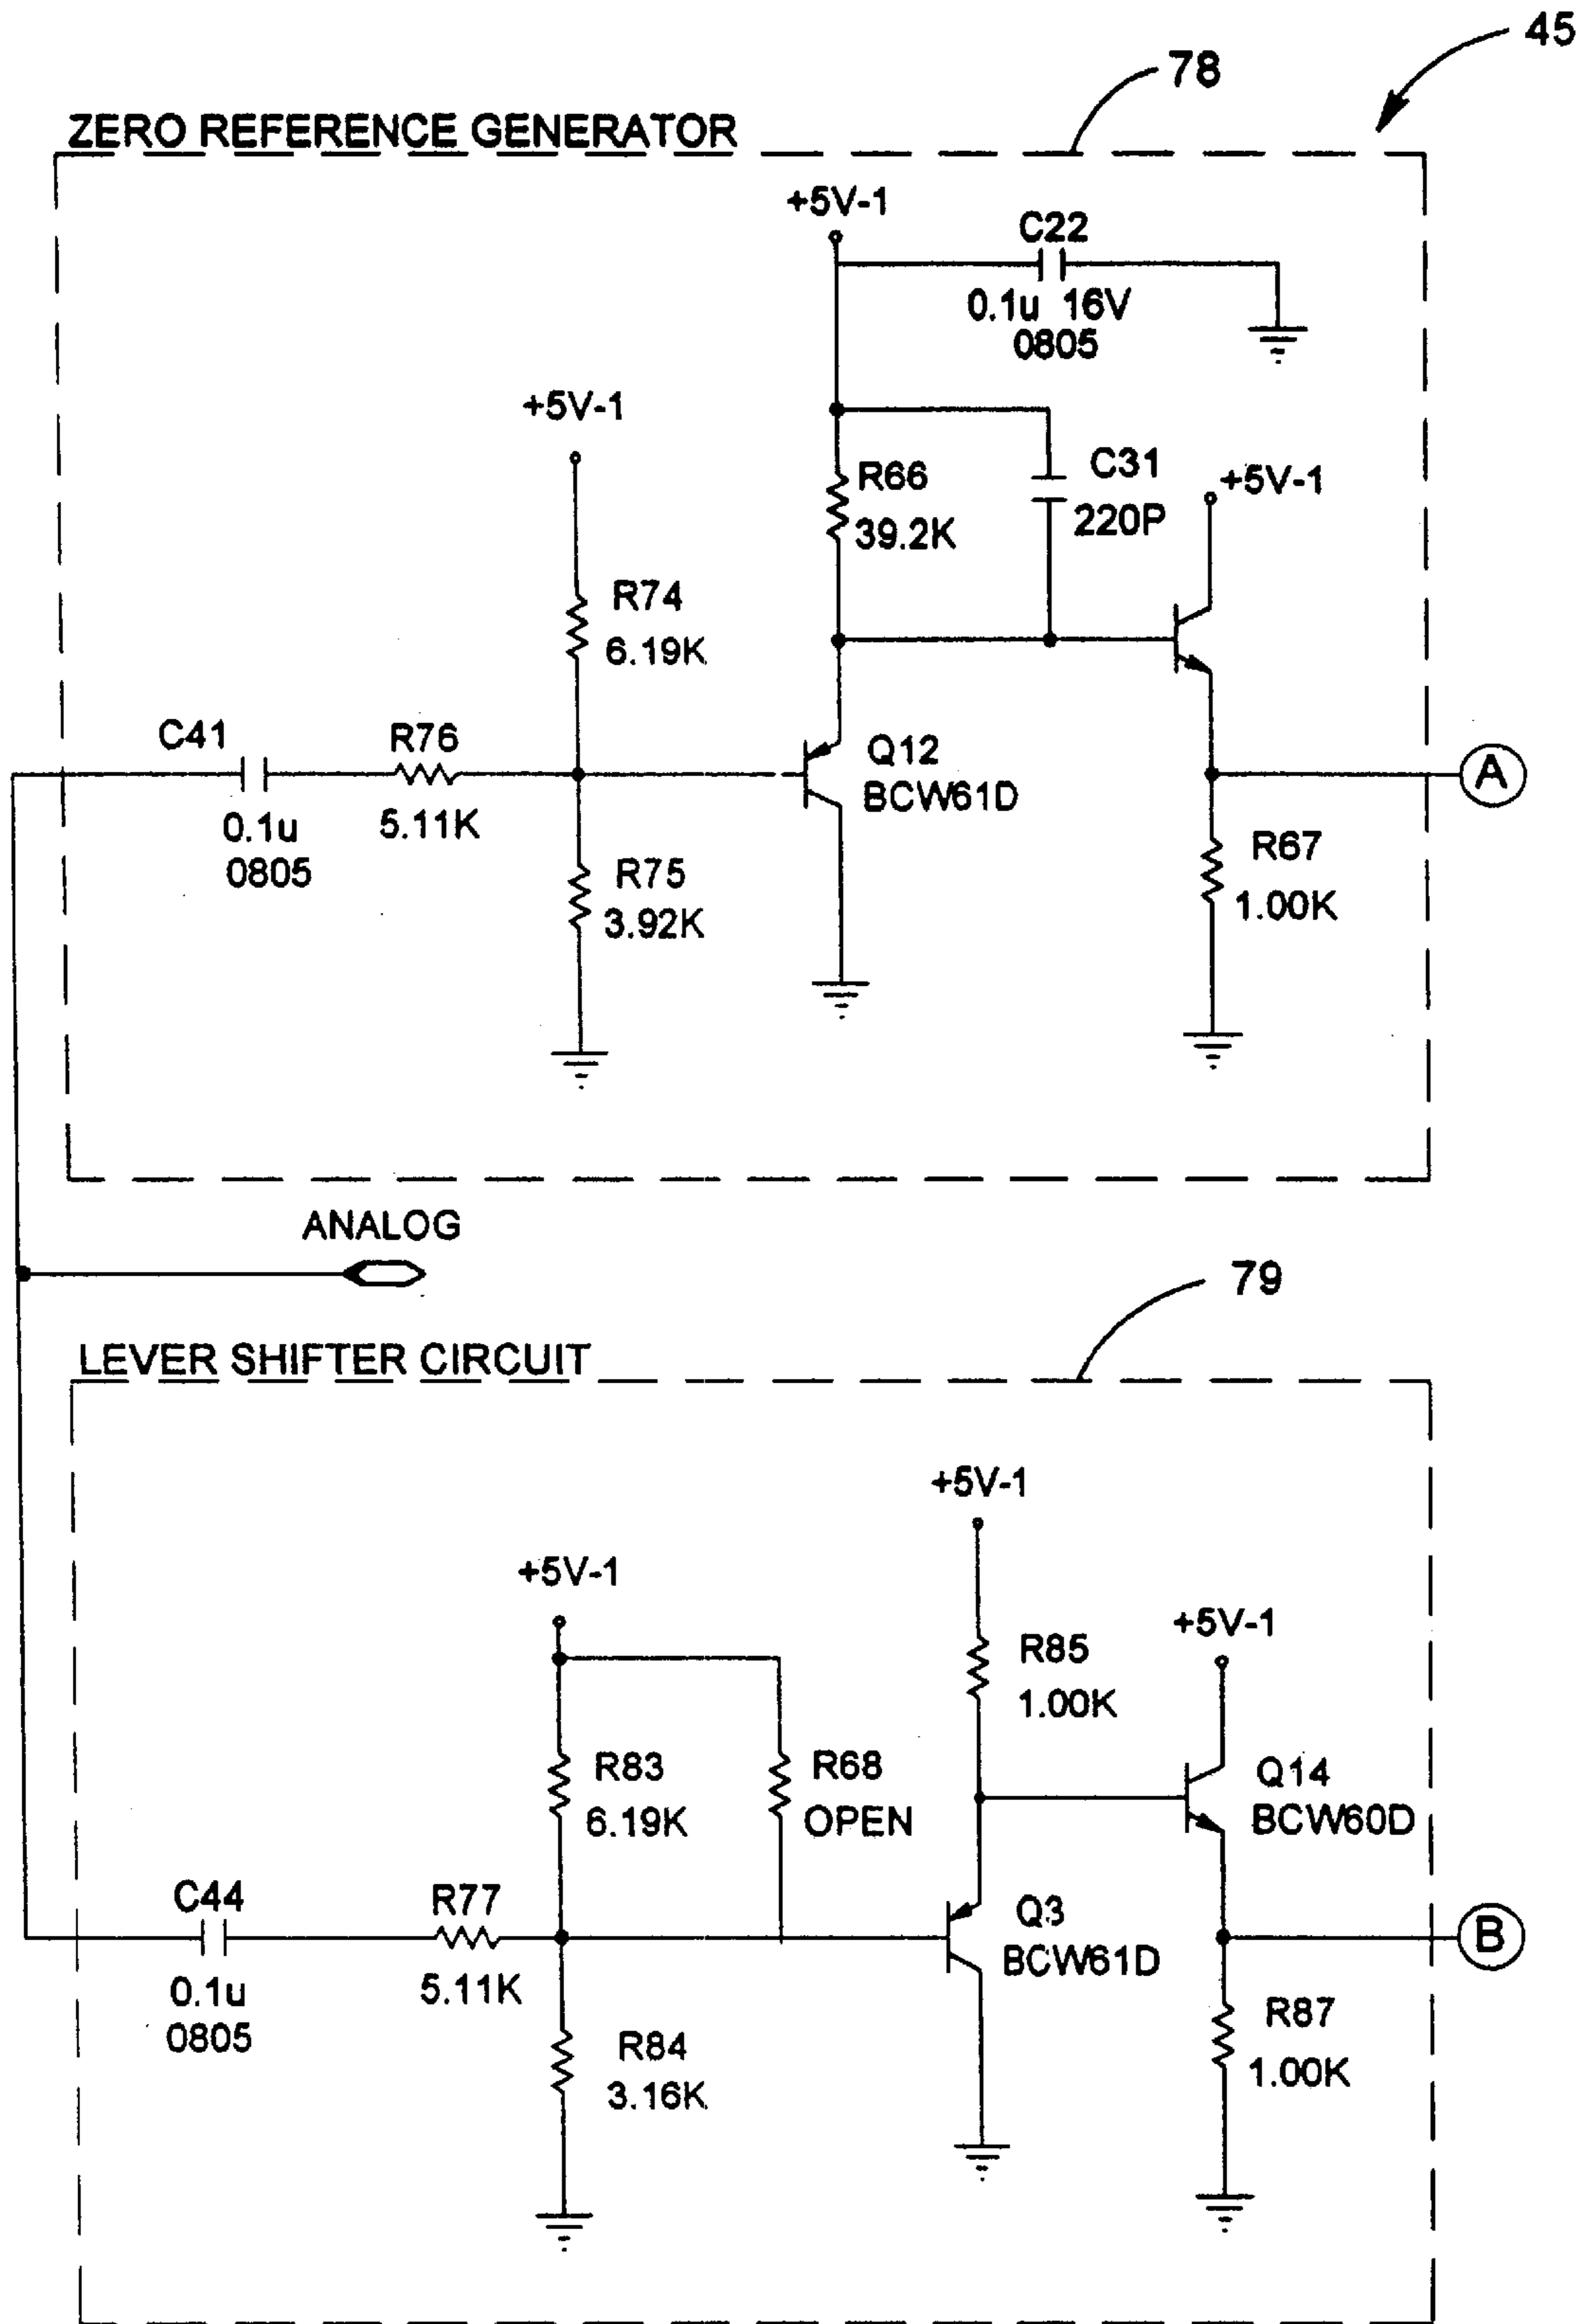 45
78
ZERO REFERENCE GENERATOR
+5V-1
C22
0.1u 16V
0805
+5V-1
R66
39.2K
C31
220P
+5V-1
R74
6.19K
C41
0.1u
0805
R76
5.11K
Q12
BCW61D
A
R75
3.92K
R67
1.00K
ANALOG
79
LEVER SHIFTER CIRCUIT
+5V-1
+5V-1
R85
1.00K
+5V-1
R83
6.19K
R68
OPEN
Q14
BCW60D
C44
0.1u
0805
R77
5.11K
Q3
BCW61D
B
R84
3.16K
R87
1.00K